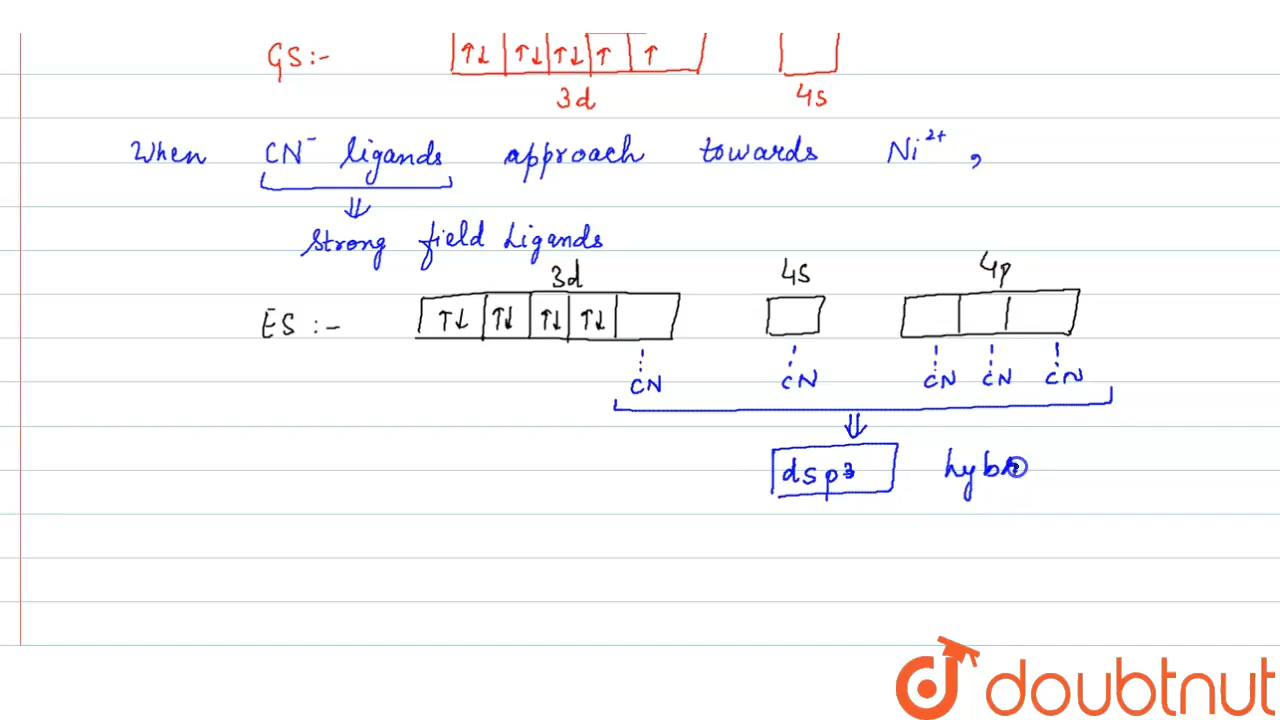 GS:-
↑↓ ↑↓ ↑↓ ↑ ↑
3d 4s
When CN⁻ ligands approach towards Ni²⁺,
⇓
Strong field Ligands
3d 4s 4p
ES:- ↑↓ ↑↓ ↑↓ ↑↓
CN CN CN CN CN
⇓
dsp³ hyb
doubtnut